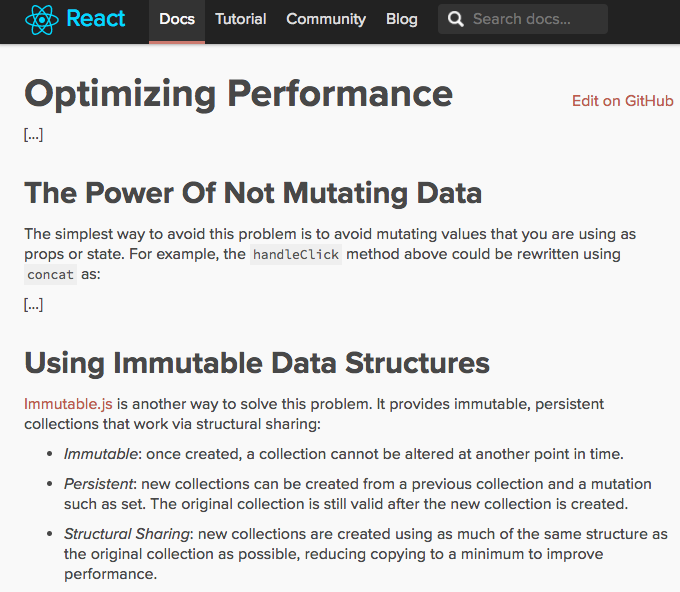 React Docs Tutorial Community Blog Search docs...
Optimizing Performance
Edit on GitHub
[...]
The Power Of Not Mutating Data
The simplest way to avoid this problem is to avoid mutating values that you are using as
props or state. For example, the handleClick method above could be rewritten using
concat as:
[...]
Using Immutable Data Structures
Immutable.js is another way to solve this problem. It provides immutable, persistent
collections that work via structural sharing:
• Immutable: once created, a collection cannot be altered at another point in time.
• Persistent: new collections can be created from a previous collection and a mutation
such as set. The original collection is still valid after the new collection is created.
• Structural Sharing: new collections are created using as much of the same structure as
the original collection as possible, reducing copying to a minimum to improve
performance.